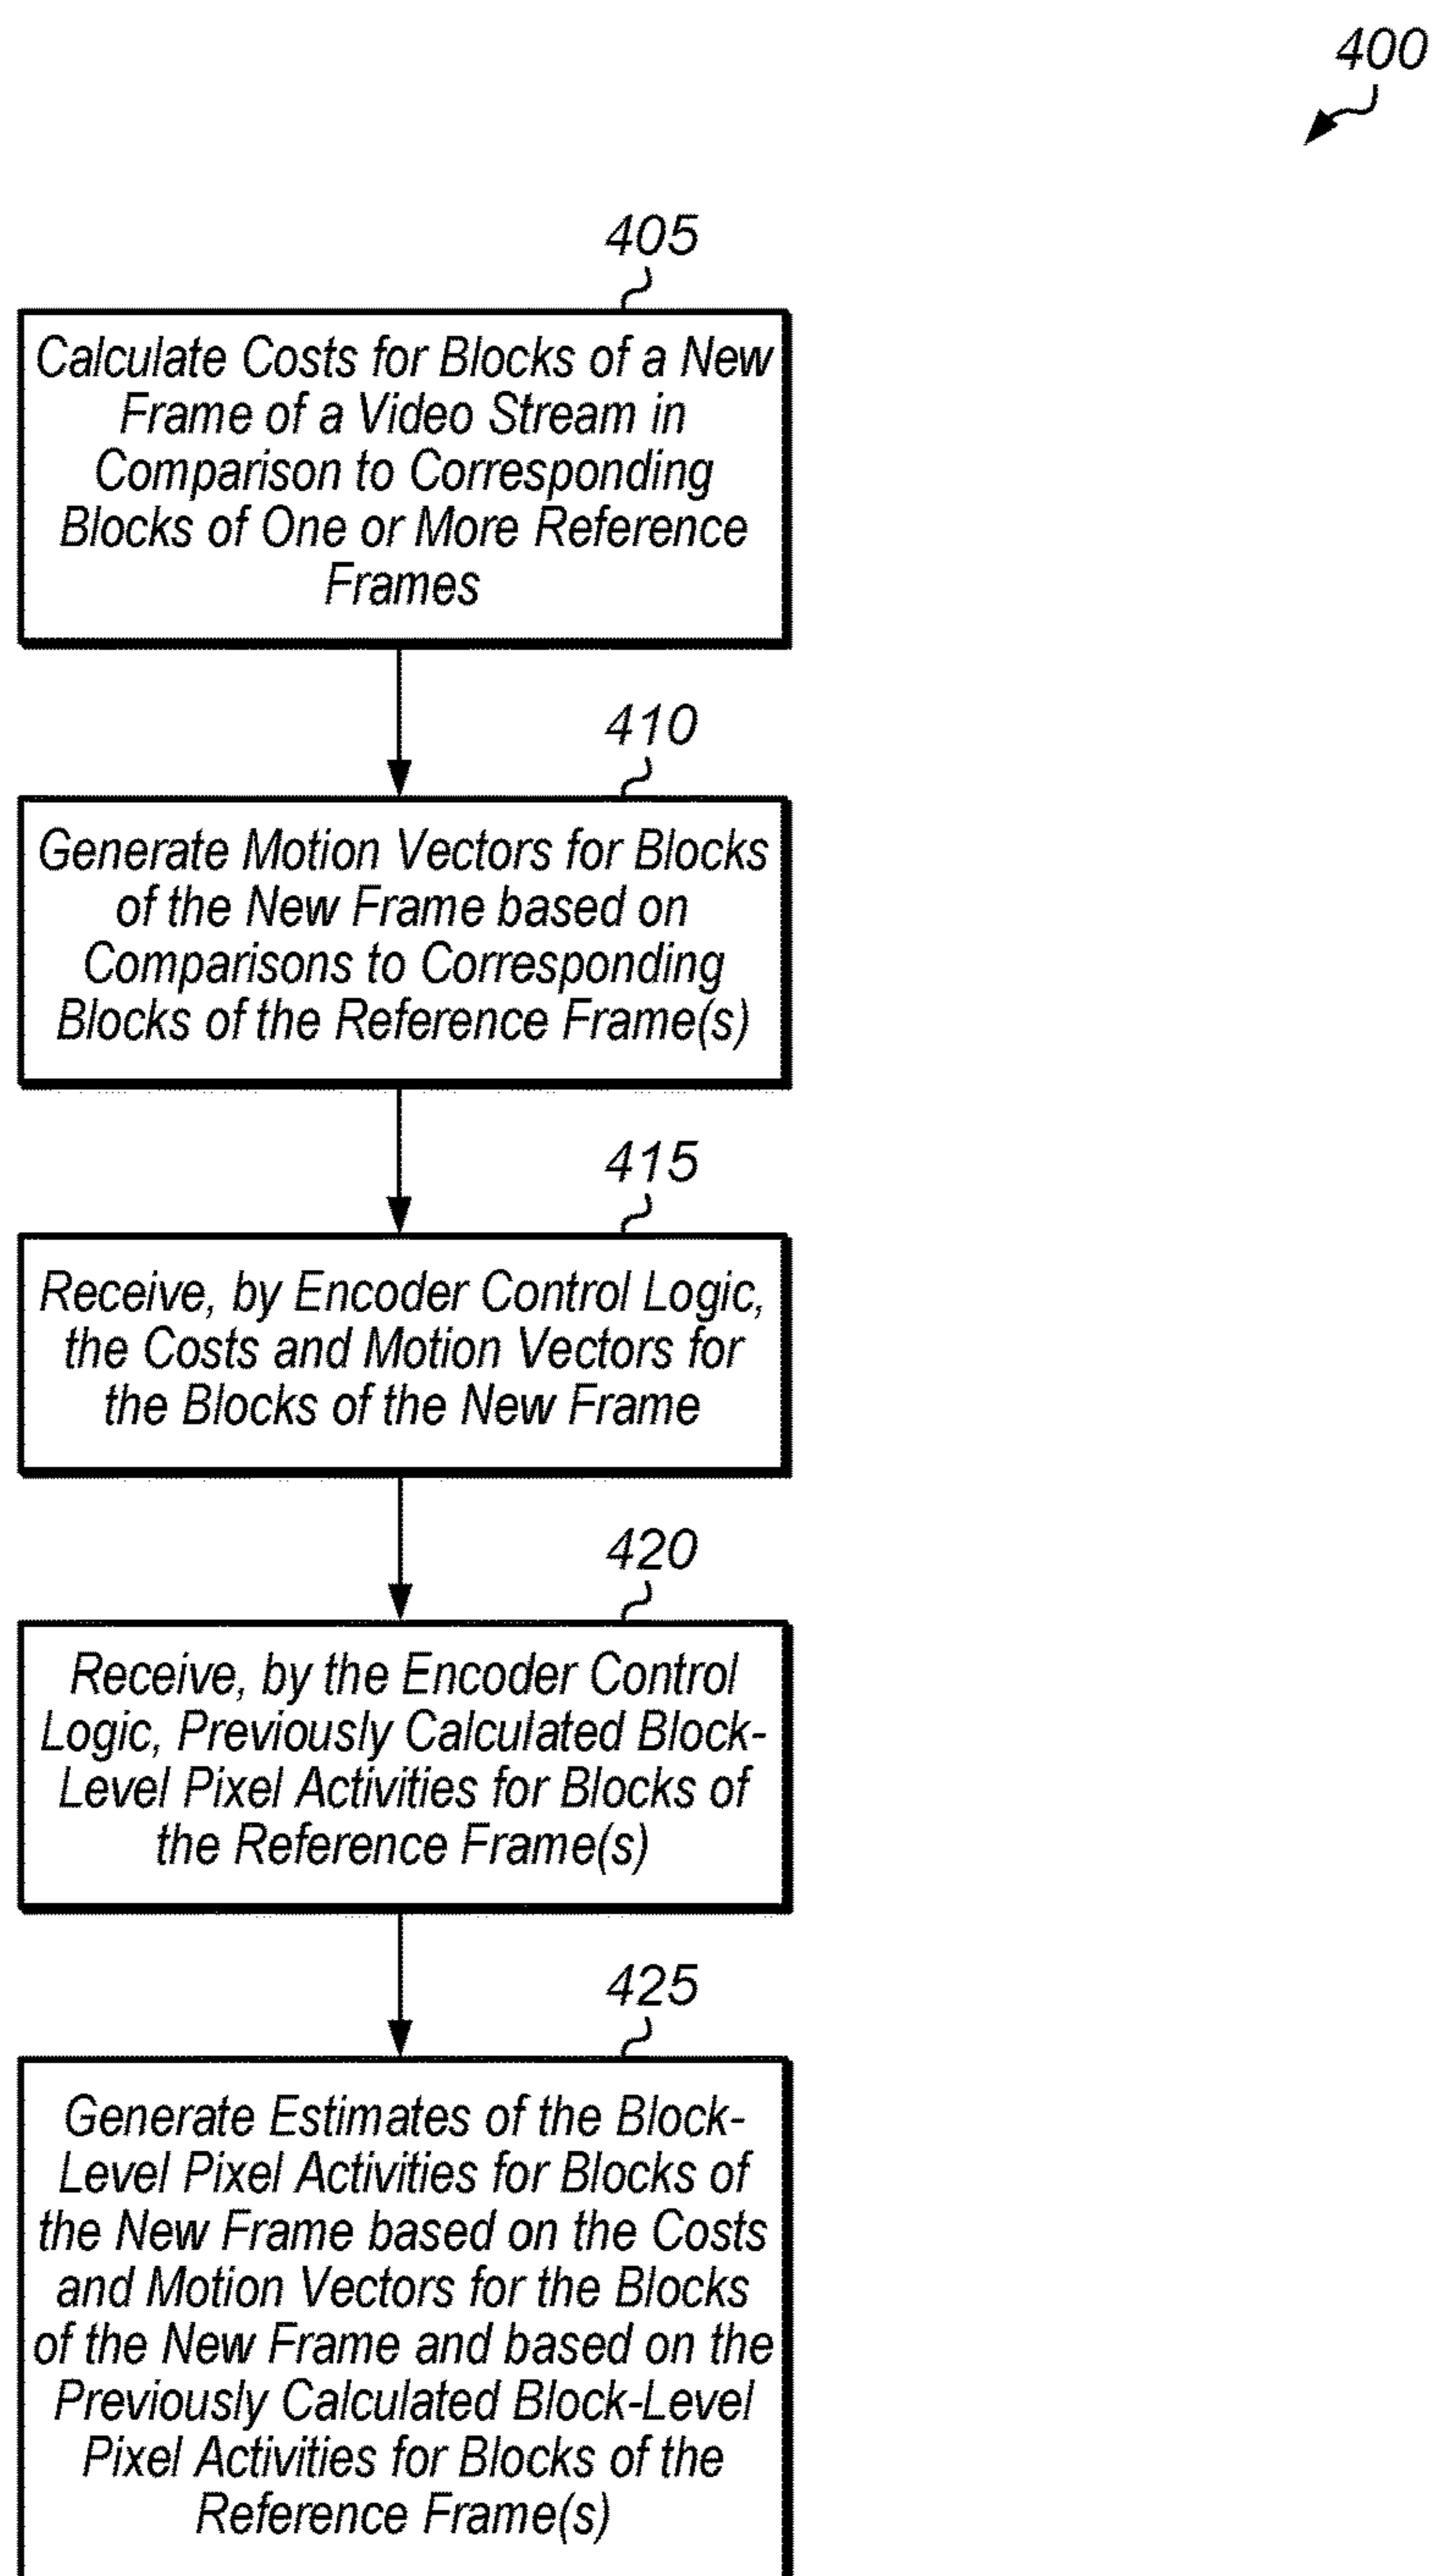 400
405
Calculate Costs for Blocks of a New
Frame of a Video Stream in
Comparison to Corresponding
Blocks of One or More Reference
Frames
410
Generate Motion Vectors for Blocks
of the New Frame based on
Comparisons to Corresponding
Blocks of the Reference Frame(s)
415
Receive, by Encoder Control Logic,
the Costs and Motion Vectors for
the Blocks of the New Frame
420
Receive, by the Encoder Control
Logic, Previously Calculated Block-
Level Pixel Activities for Blocks of
the Reference Frame(s)
425
Generate Estimates of the Block-
Level Pixel Activities for Blocks of
the New Frame based on the Costs
and Motion Vectors for the Blocks
of the New Frame and based on the
Previously Calculated Block-Level
Pixel Activities for Blocks of the
Reference Frame(s)